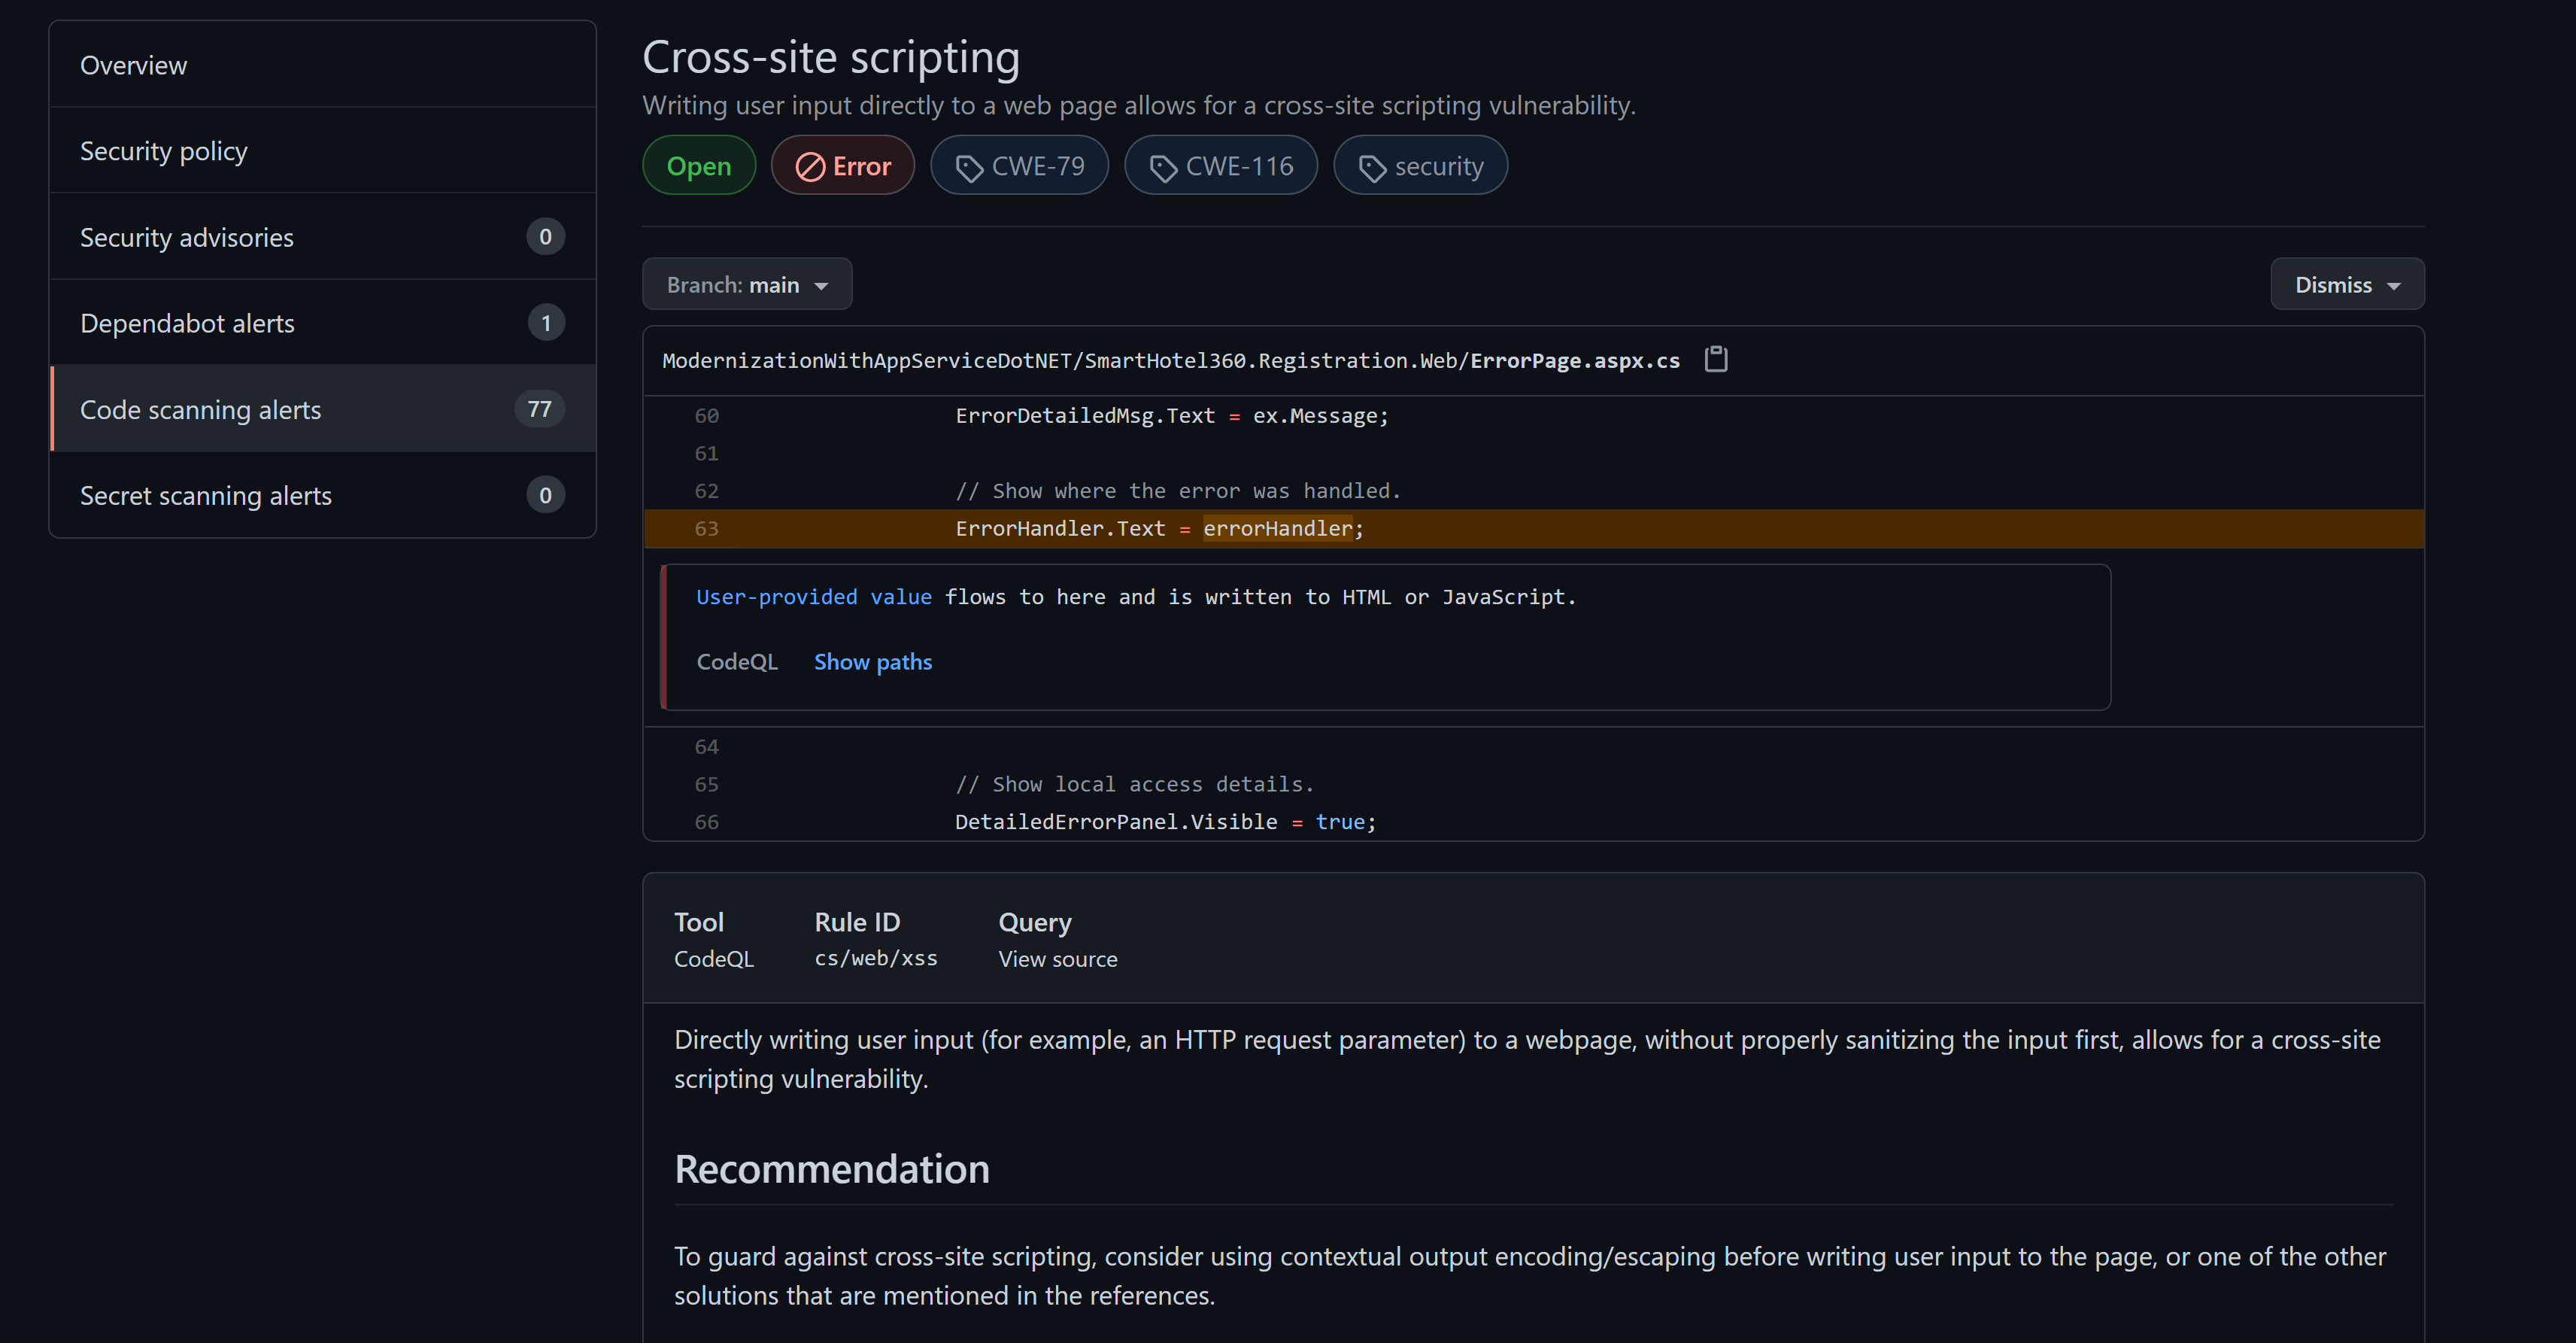 Overview
Security policy
Security advisories 0
Dependabot alerts 1
Code scanning alerts 77
Secret scanning alerts 0
Cross-site scripting
Writing user input directly to a web page allows for a cross-site scripting vulnerability.
Open Error CWE-79 CWE-116 security
Branch: main Dismiss
ModernizationWithAppServiceDotNET/SmartHotel360.Registration.Web/ErrorPage.aspx.cs
60 ErrorDetailedMsg.Text = ex.Message;
61
62 // Show where the error was handled.
63 ErrorHandler.Text = errorHandler;
User-provided value flows to here and is written to HTML or JavaScript.
CodeQL Show paths
64
65 // Show local access details.
66 DetailedErrorPanel.Visible = true;
Tool Rule ID Query
CodeQL cs/web/xss View source
Directly writing user input (for example, an HTTP request parameter) to a webpage, without properly sanitizing the input first, allows for a cross-site
scripting vulnerability.
Recommendation
To guard against cross-site scripting, consider using contextual output encoding/escaping before writing user input to the page, or one of the other
solutions that are mentioned in the references.